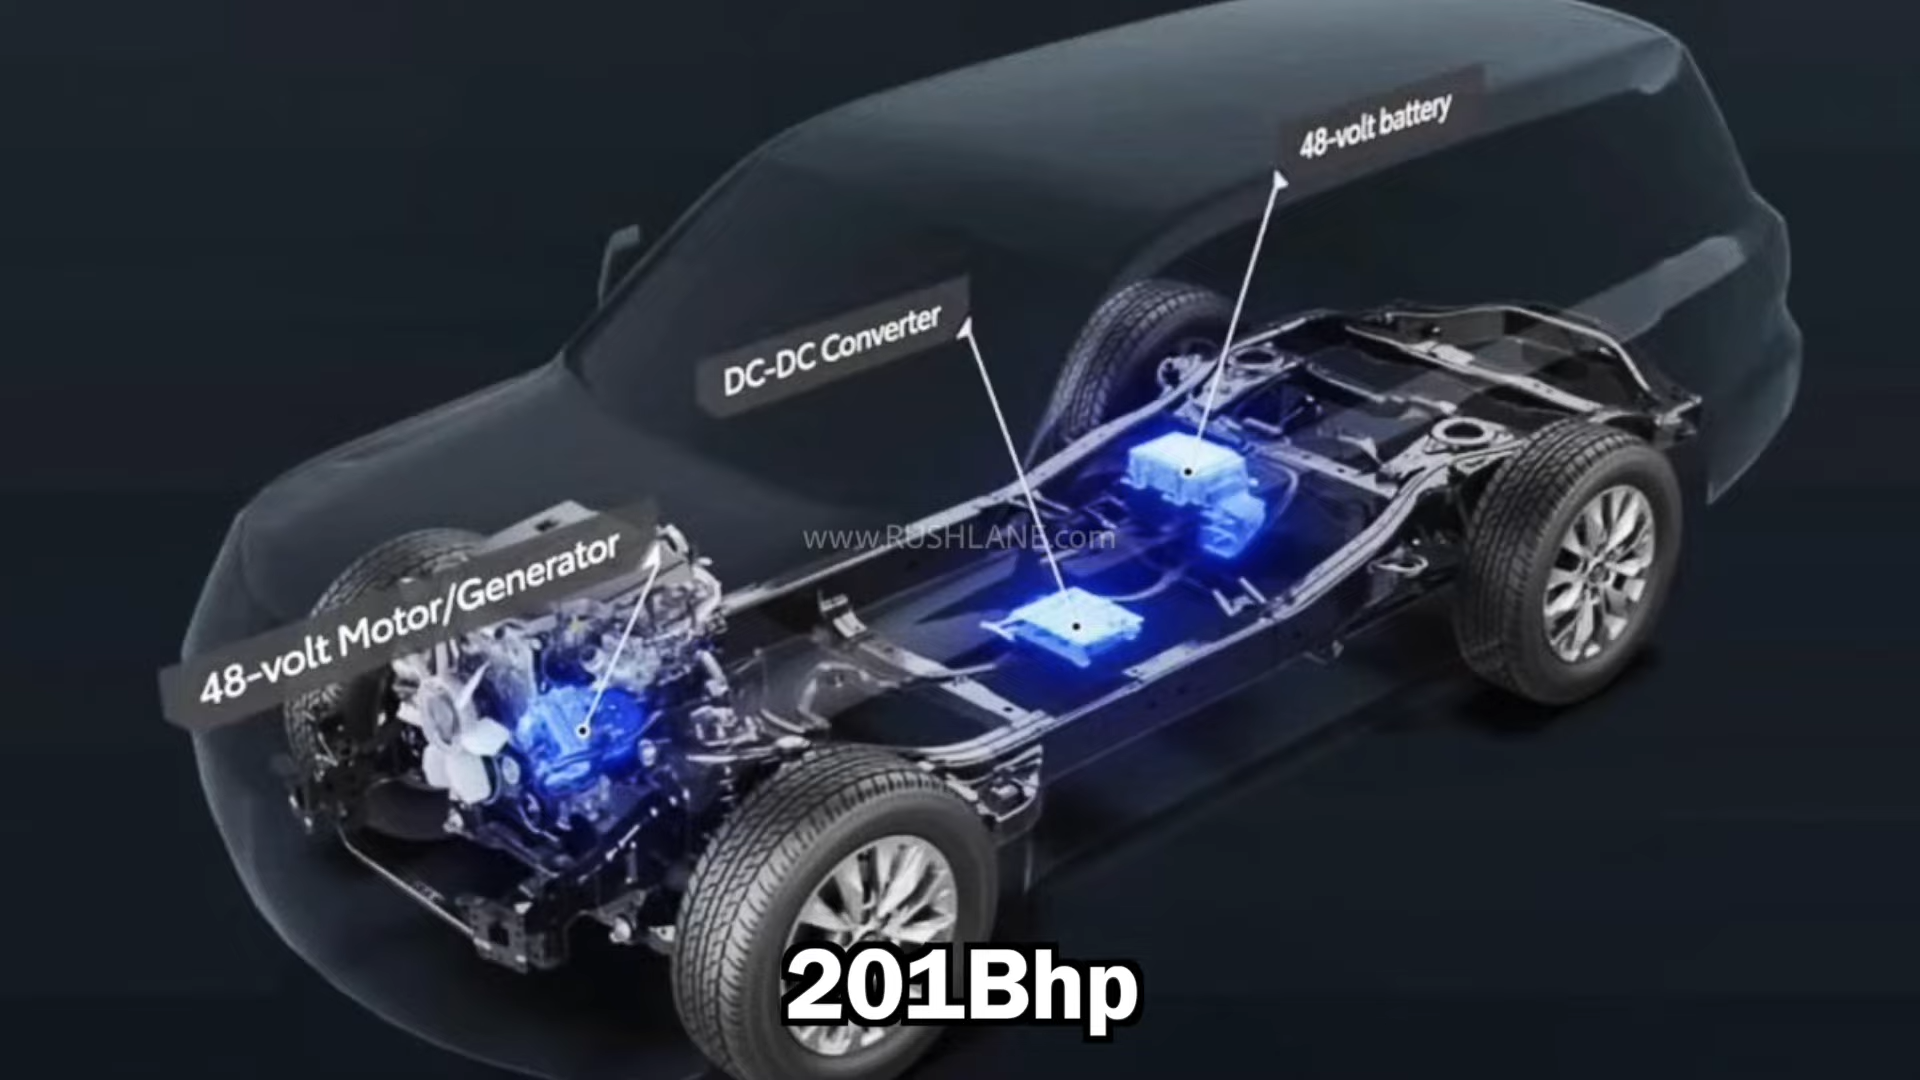 48-volt battery
DC-DC Converter
www.RUSHLANE.com
48-volt Motor/Generator
201Bhp